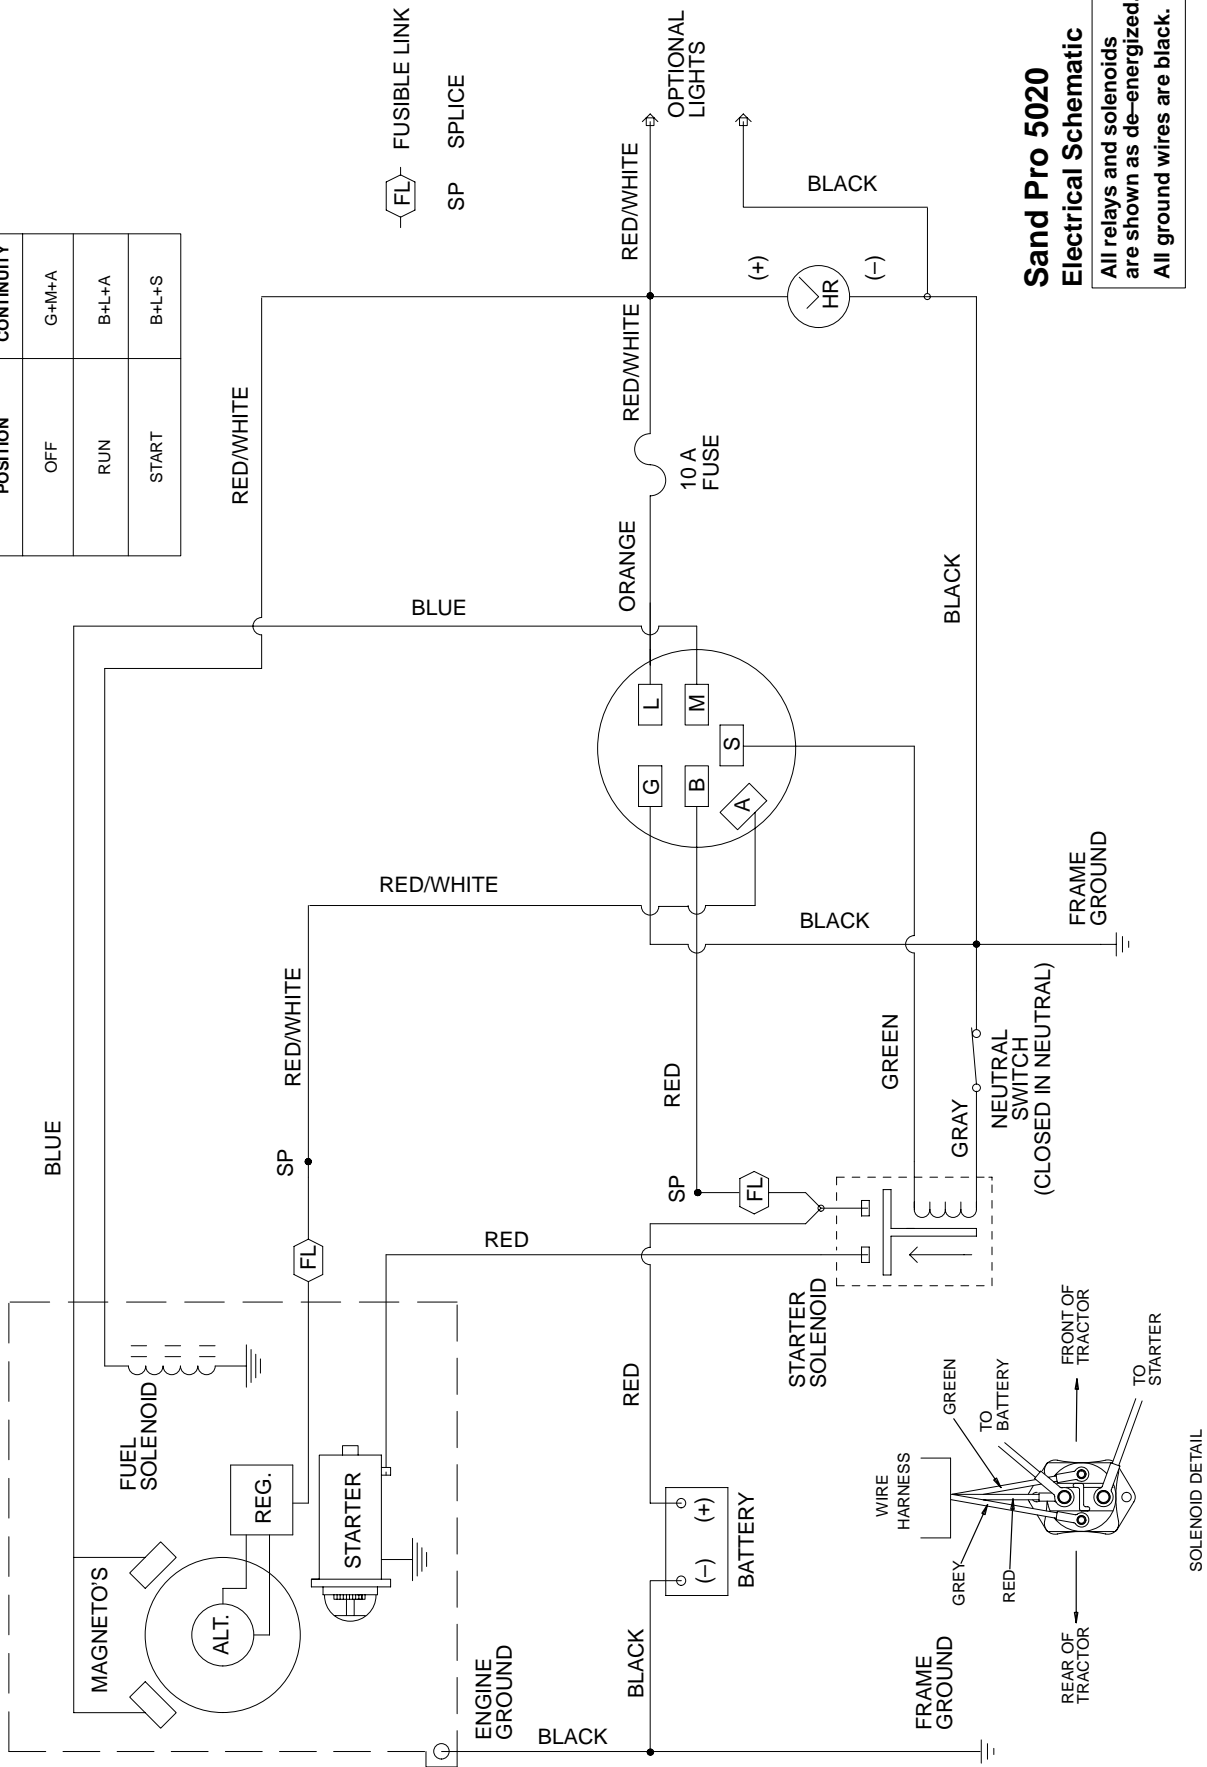 POSITION CONTINUITY
OFF G+M+A
RUN B+L+A
START B+L+S
FL FUSIBLE LINK
SP SPLICE
OPTIONAL
LIGHTS
RED/WHITE
RED/WHITE
RED/WHITE
BLACK
(+)
HR
(–)
10 A
FUSE
ORANGE
BLUE
BLUE
L
M
S
G
B
A
BLACK
RED/WHITE
RED/WHITE
SP
FL
BLACK
FRAME
GROUND
GREEN
RED
SP
FL
GRAY
NEUTRAL
SWITCH
(CLOSED IN NEUTRAL)
RED
STARTER
SOLENOID
RED
FUEL
SOLENOID
REG.
STARTER
MAGNETO'S
ALT.
ENGINE
GROUND
BLACK
BLACK
(–) (+)
BATTERY
FRAME
GROUND
WIRE
HARNESS
GREEN
TO
BATTERY
GREY
RED
FRONT OF
TRACTOR
REAR OF
TRACTOR
TO
STARTER
SOLENOID DETAIL
Sand Pro 5020
Electrical Schematic
All relays and solenoids
are shown as de–energized.
All ground wires are black.